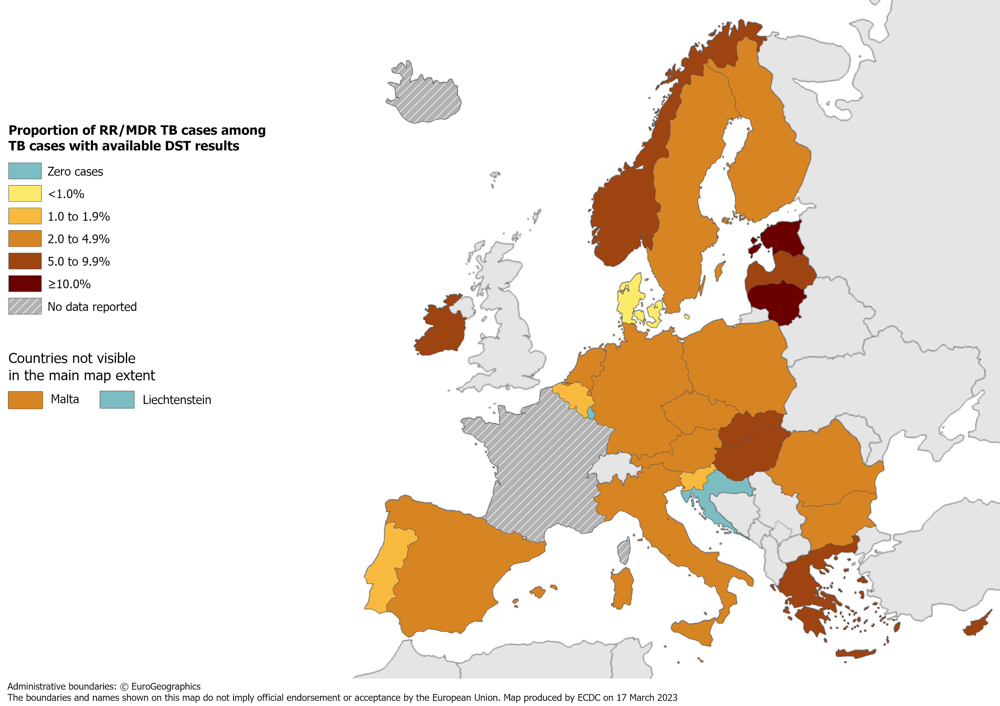 Proportion of RR/MDR TB cases among
TB cases with available DST results
Zero cases
<1.0%
1.0 to 1.9%
2.0 to 4.9%
5.0 to 9.9%
≥10.0%
No data reported
Countries not visible
in the main map extent
Malta
Liechtenstein
Administrative boundaries: © EuroGeographics
The boundaries and names shown on this map do not imply official endorsement or acceptance by the European Union. Map produced by ECDC on 17 March 2023